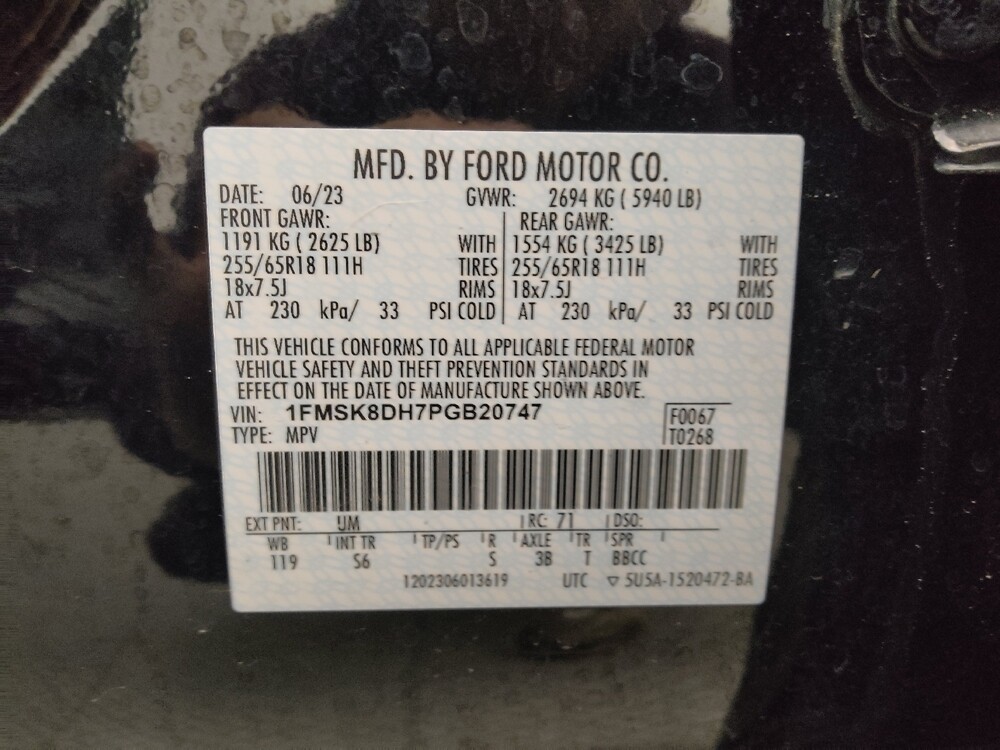 MFD. BY FORD MOTOR CO.
DATE: 06/23 GVWR: 2694 KG ( 5940 LB)
FRONT GAWR: REAR GAWR:
1191 KG ( 2625 LB) WITH 1554 KG ( 3425 LB) WITH
255/65R18 111H TIRES 255/65R18 111H TIRES
18x7.5J RIMS 18x7.5J RIMS
AT 230 kPa/ 33 PSI COLD AT 230 kPa/ 33 PSI COLD
THIS VEHICLE CONFORMS TO ALL APPLICABLE FEDERAL MOTOR
VEHICLE SAFETY AND THEFT PREVENTION STANDARDS IN
EFFECT ON THE DATE OF MANUFACTURE SHOWN ABOVE.
VIN: 1FMSK8DH7PGB20747 F0067
TYPE: MPV T0268
EXT PNT: UM RC: 71 DSO:
WB INT TR TP/PS R AXLE TR SPR
119 S6 S 3B T BBCC
1202306013619 UTC ▽ 5U5A-1520472-BA